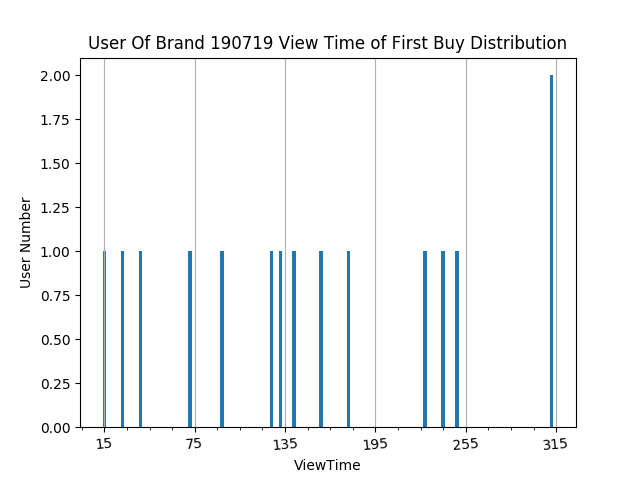 User Of Brand 190719 View Time of First Buy Distribution
2.00
1.75
1.50
1.25
1.00
0.75
0.50
0.25
0.00
User Number
15 75 135 195 255 315
ViewTime